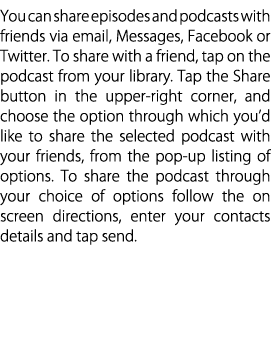 You can share episodes and podcasts with
friends via email, Messages, Facebook or
Twitter. To share with a friend, tap on the
podcast from your library. Tap the Share
button in the upper-right corner, and
choose the option through which you'd
like to share the selected podcast with
your friends, from the pop-up listing of
options. To share the podcast through
your choice of options follow the on
screen directions, enter your contacts
details and tap send.